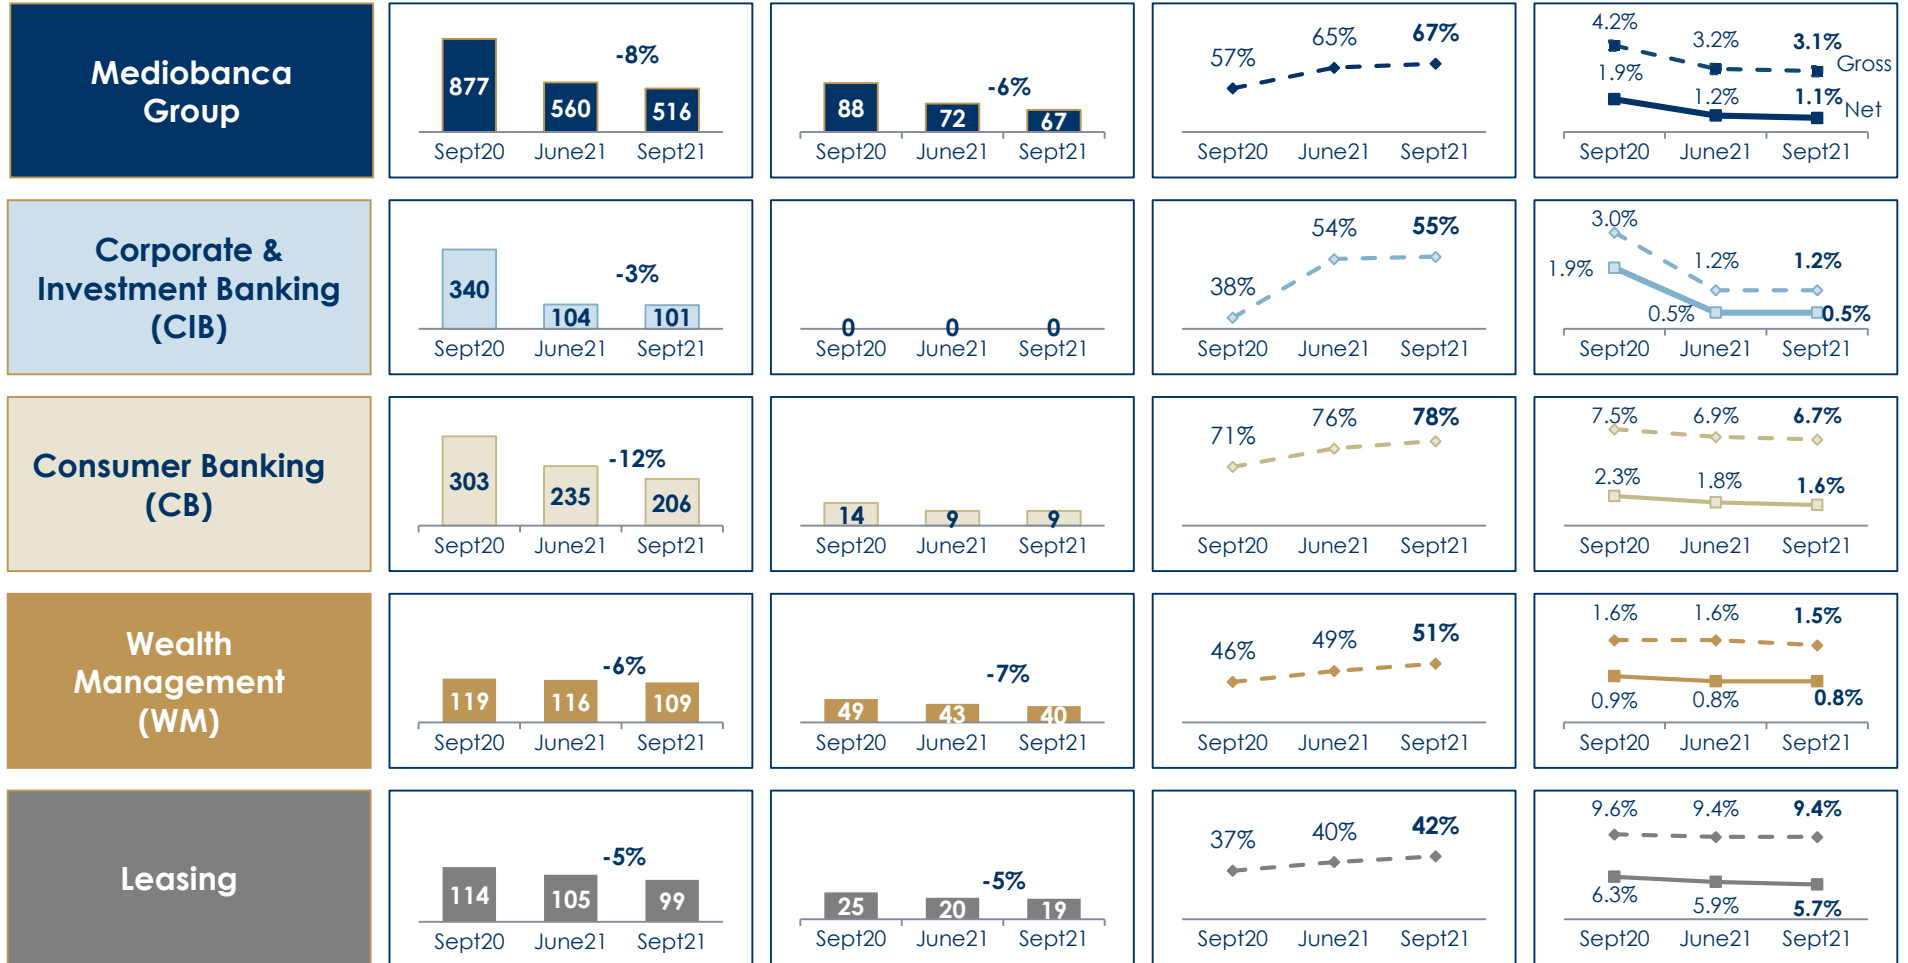 Mediobanca
Group
877
560
516
-8%
Sept20 June21 Sept21
88
72
67
-6%
Sept20 June21 Sept21
57%
65%
67%
Sept20 June21 Sept21
4.2%
3.2%
3.1%
Gross
1.9%
1.2%
1.1%
Net
Sept20 June21 Sept21
Corporate &
Investment Banking
(CIB)
340
104
101
-3%
Sept20 June21 Sept21
0
0
0
Sept20 June21 Sept21
38%
54%
55%
Sept20 June21 Sept21
3.0%
1.2%
1.2%
1.9%
0.5%
0.5%
Sept20 June21 Sept21
Consumer Banking
(CB)
303
235
206
-12%
Sept20 June21 Sept21
14
9
9
Sept20 June21 Sept21
71%
76%
78%
Sept20 June21 Sept21
7.5%
6.9%
6.7%
2.3%
1.8%
1.6%
Sept20 June21 Sept21
Wealth
Management
(WM)
119
116
109
-6%
Sept20 June21 Sept21
49
43
40
-7%
Sept20 June21 Sept21
46%
49%
51%
Sept20 June21 Sept21
1.6%
1.6%
1.5%
0.9%
0.8%
0.8%
Sept20 June21 Sept21
Leasing
114
105
99
-5%
Sept20 June21 Sept21
25
20
19
-5%
Sept20 June21 Sept21
37%
40%
42%
Sept20 June21 Sept21
9.6%
9.4%
9.4%
6.3%
5.9%
5.7%
Sept20 June21 Sept21